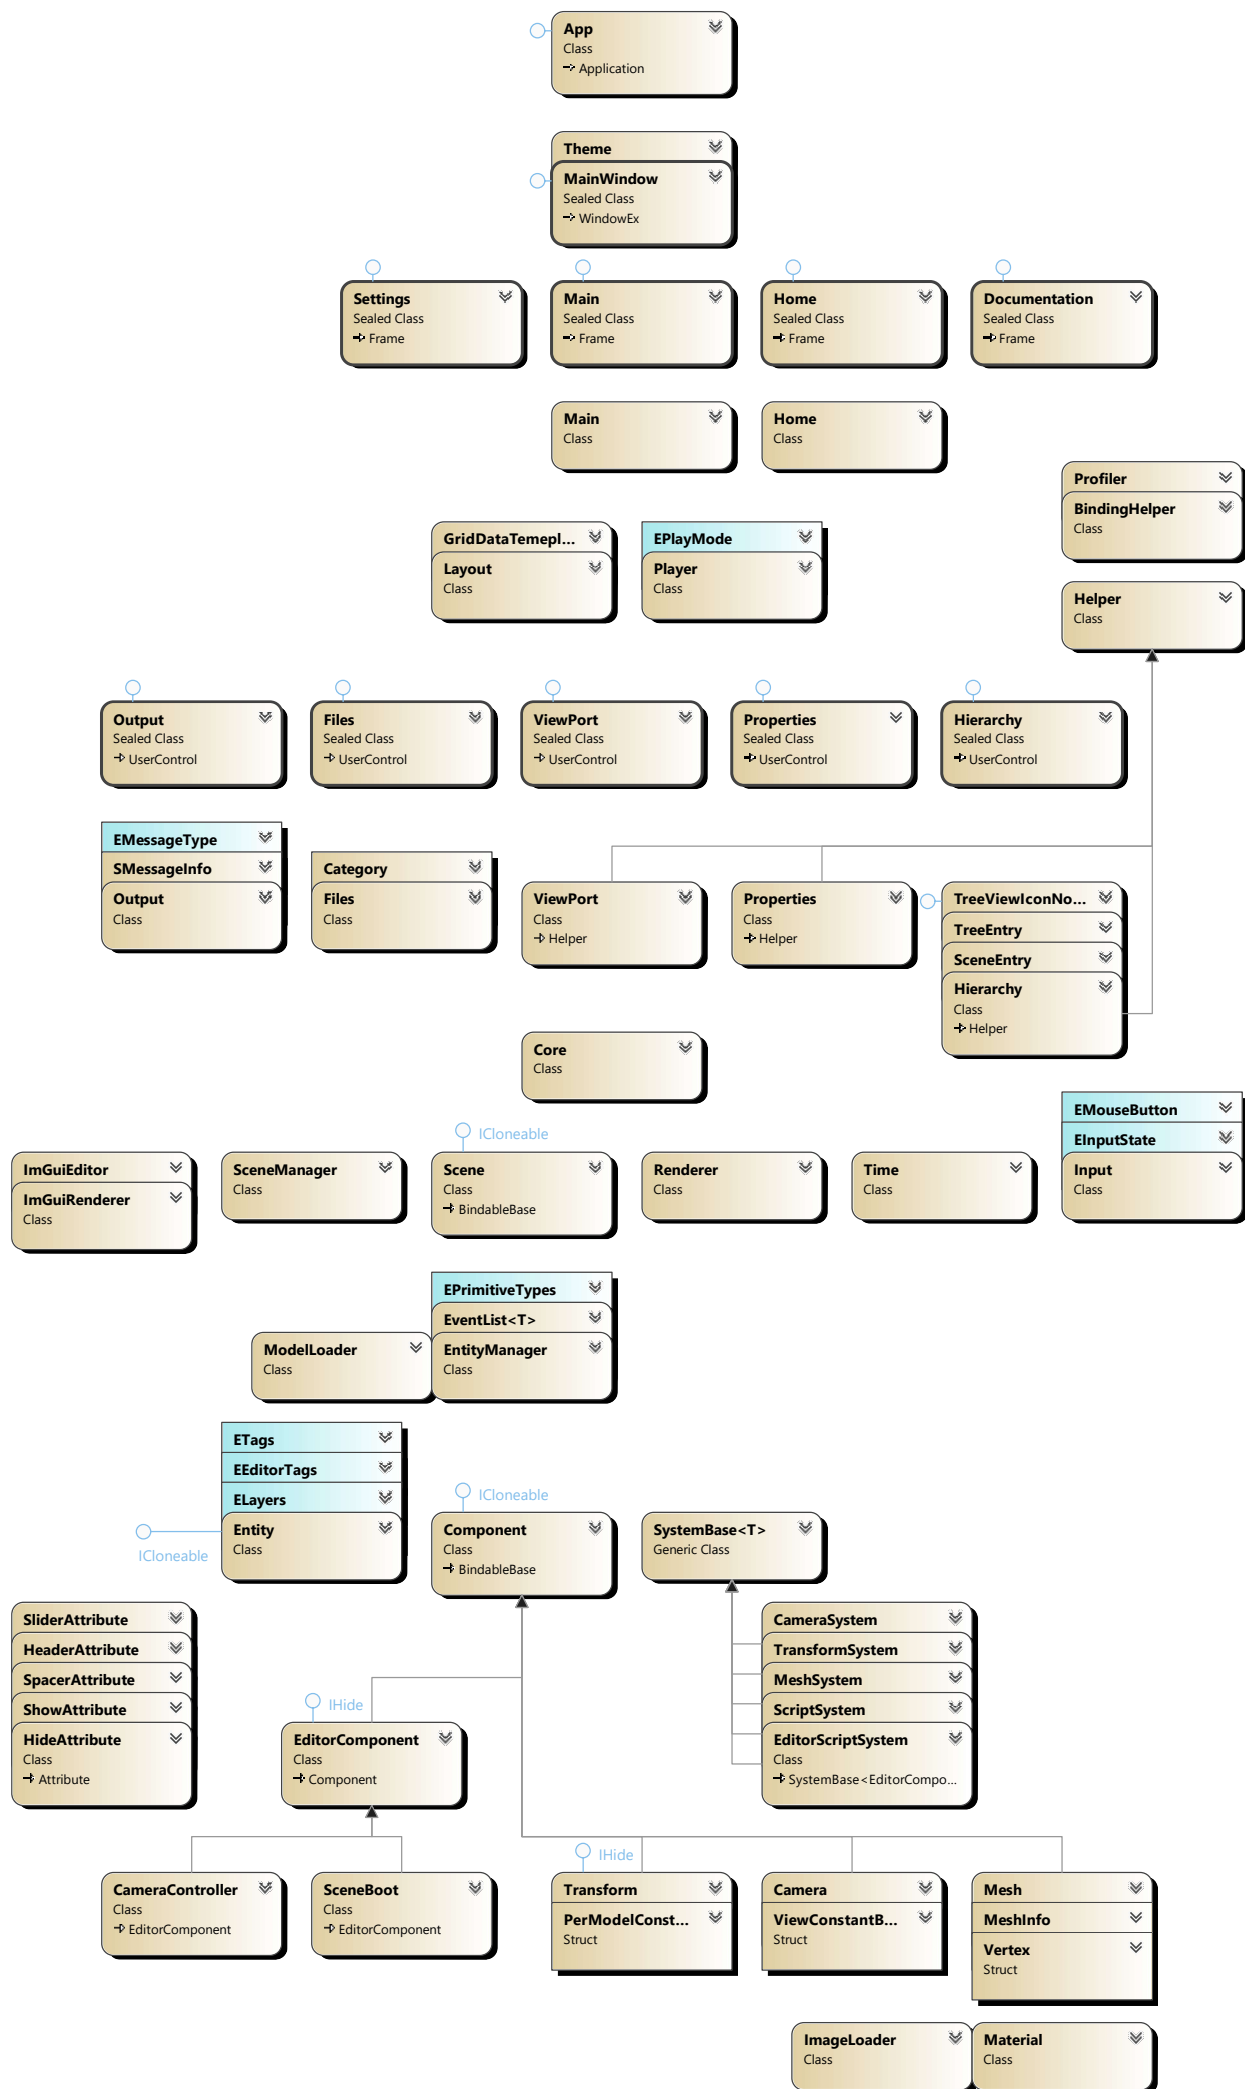 App
Class
Application
Theme
MainWindow
Sealed Class
WindowEx
Settings
Sealed Class
Frame
Main
Sealed Class
Frame
Home
Sealed Class
Frame
Documentation
Sealed Class
Frame
Main
Class
Home
Class
Profiler
BindingHelper
Class
GridDataTemepl...
Layout
Class
EPlayMode
Player
Class
Helper
Class
Output
Sealed Class
UserControl
Files
Sealed Class
UserControl
ViewPort
Sealed Class
UserControl
Properties
Sealed Class
UserControl
Hierarchy
Sealed Class
UserControl
EMessageType
SMessageInfo
Output
Class
Category
Files
Class
ViewPort
Class
Helper
Properties
Class
Helper
TreeViewIconNo...
TreeEntry
SceneEntry
Hierarchy
Class
Helper
Core
Class
EMouseButton
EInputState
Input
Class
ImGuiEditor
ImGuiRenderer
Class
SceneManager
Class
ICloneable
Scene
Class
BindableBase
Renderer
Class
Time
Class
EPrimitiveTypes
EventList<T>
EntityManager
Class
ModelLoader
Class
ETags
EEditorTags
ELayers
Entity
Class
ICloneable
ICloneable
Component
Class
BindableBase
SystemBase<T>
Generic Class
SliderAttribute
HeaderAttribute
SpacerAttribute
ShowAttribute
HideAttribute
Class
Attribute
CameraSystem
TransformSystem
MeshSystem
ScriptSystem
EditorScriptSystem
Class
SystemBase<EditorCompo...
IHide
EditorComponent
Class
Component
CameraController
Class
EditorComponent
SceneBoot
Class
EditorComponent
IHide
Transform
PerModelConst...
Struct
Camera
ViewConstantB...
Struct
Mesh
MeshInfo
Vertex
Struct
ImageLoader
Class
Material
Class